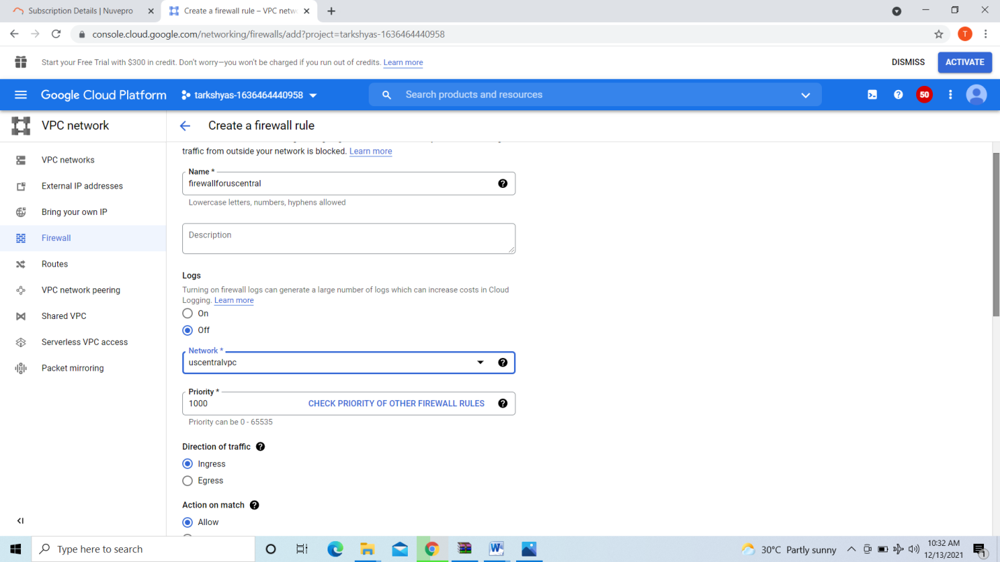 Subscription Details | Nuvepro
Create a firewall rule – VPC netw
console.cloud.google.com/networking/firewalls/add?project=tarkshyas-1636464440958
T
Start your Free Trial with $300 in credit. Don't worry—you won't be charged if you run out of credits. Learn more
DISMISS
ACTIVATE
Google Cloud Platform
tarkshyas-1636464440958
Search products and resources
50
VPC network
Create a firewall rule
VPC networks
External IP addresses
Bring your own IP
Firewall
Routes
VPC network peering
Shared VPC
Serverless VPC access
Packet mirroring
traffic from outside your network is blocked. Learn more
Name *
firewallforuscentral
Lowercase letters, numbers, hyphens allowed
Description
Logs
Turning on firewall logs can generate a large number of logs which can increase costs in Cloud
Logging. Learn more
On
Off
Network *
uscentralvpc
Priority *
1000 CHECK PRIORITY OF OTHER FIREWALL RULES
Priority can be 0 - 65535
Direction of traffic
Ingress
Egress
Action on match
Allow
Type here to search
30°C Partly sunny
10:32 AM
12/13/2021
1